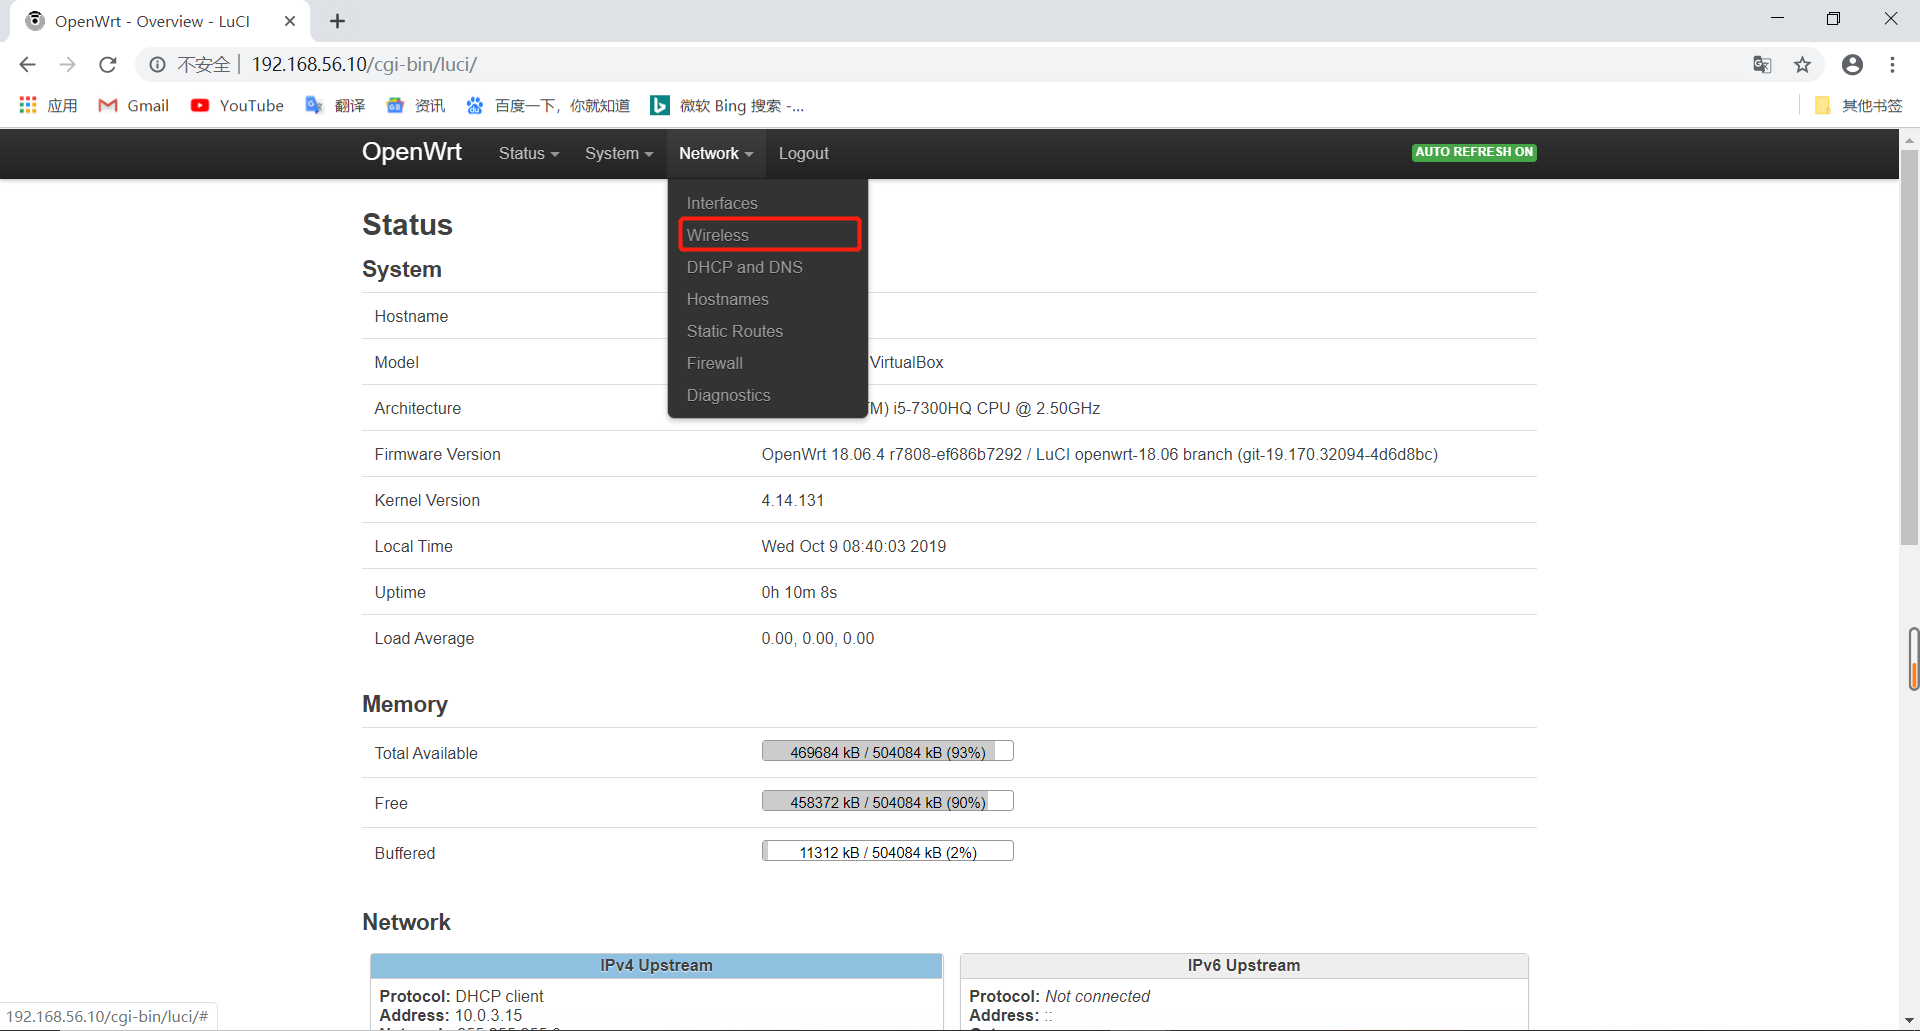 OpenWrt - Overview - LuCI
不安全 192.168.56.10/cgi-bin/luci/
应用 Gmail YouTube 翻译 资讯 百度一下，你就知道 微软 Bing 搜索 -... 其他书签
OpenWrt Status System Network Logout AUTO REFRESH ON
Interfaces
Wireless
DHCP and DNS
Hostnames
Static Routes
Firewall
Diagnostics
Status
System
Hostname
Model VirtualBox
Architecture M) i5-7300HQ CPU @ 2.50GHz
Firmware Version OpenWrt 18.06.4 r7808-ef686b7292 / LuCI openwrt-18.06 branch (git-19.170.32094-4d6d8bc)
Kernel Version 4.14.131
Local Time Wed Oct 9 08:40:03 2019
Uptime 0h 10m 8s
Load Average 0.00, 0.00, 0.00
Memory
Total Available 469684 kB / 504084 kB (93%)
Free 458372 kB / 504084 kB (90%)
Buffered 11312 kB / 504084 kB (2%)
Network
IPv4 Upstream
Protocol: DHCP client
Address: 10.0.3.15
IPv6 Upstream
Protocol: Not connected
Address: ::
192.168.56.10/cgi-bin/luci/#